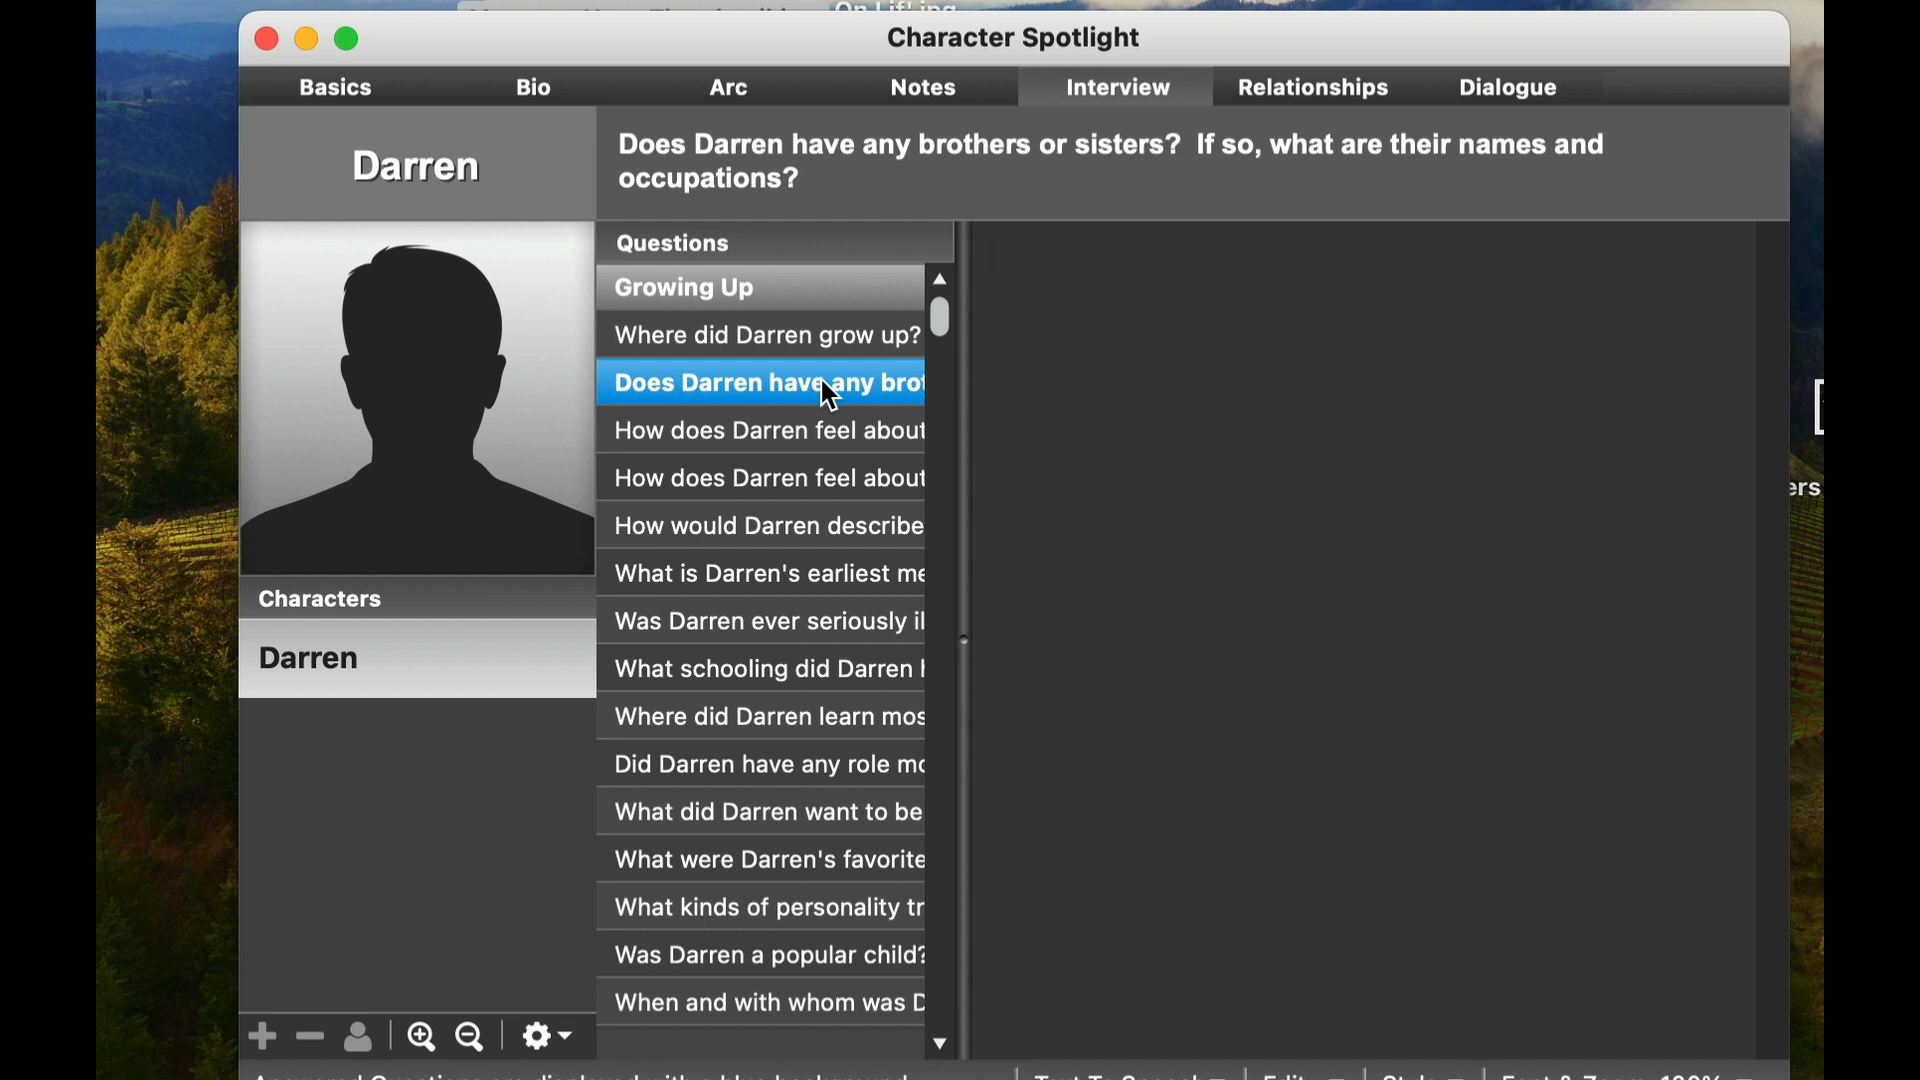 Character Spotlight
Basics Bio Arc Notes Interview Relationships Dialogue
Darren
Does Darren have any brothers or sisters?  If so, what are their names and
occupations?
Questions
Growing Up
Where did Darren grow up?
Does Darren have any brot
How does Darren feel about
How does Darren feel about
How would Darren describe
What is Darren's earliest me
Was Darren ever seriously il
What schooling did Darren h
Where did Darren learn mos
Did Darren have any role mo
What did Darren want to be
What were Darren's favorite
What kinds of personality tr
Was Darren a popular child?
When and with whom was D
Characters
Darren
ers